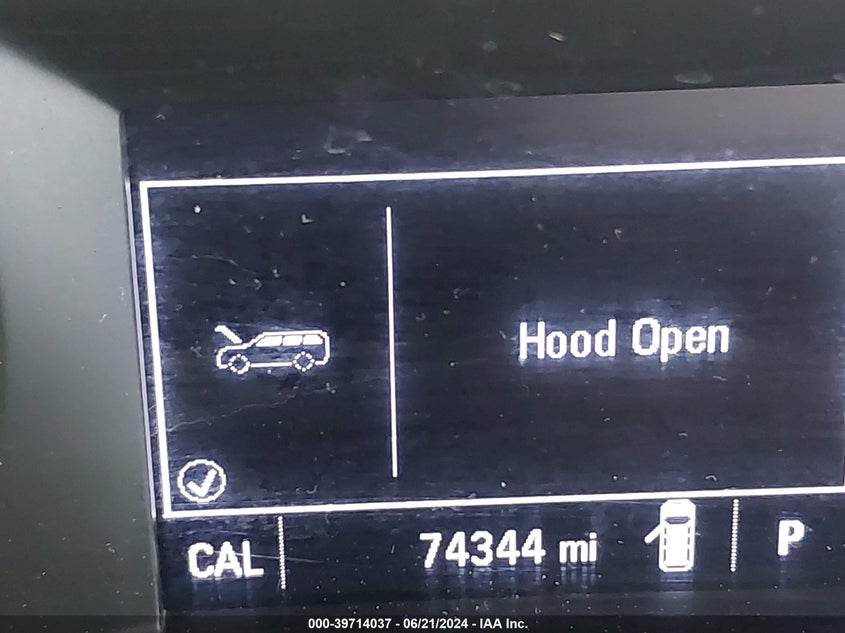 Hood Open
CAL
74344 mi
P
000-39714037 - 06/21/2024 - IAA Inc.